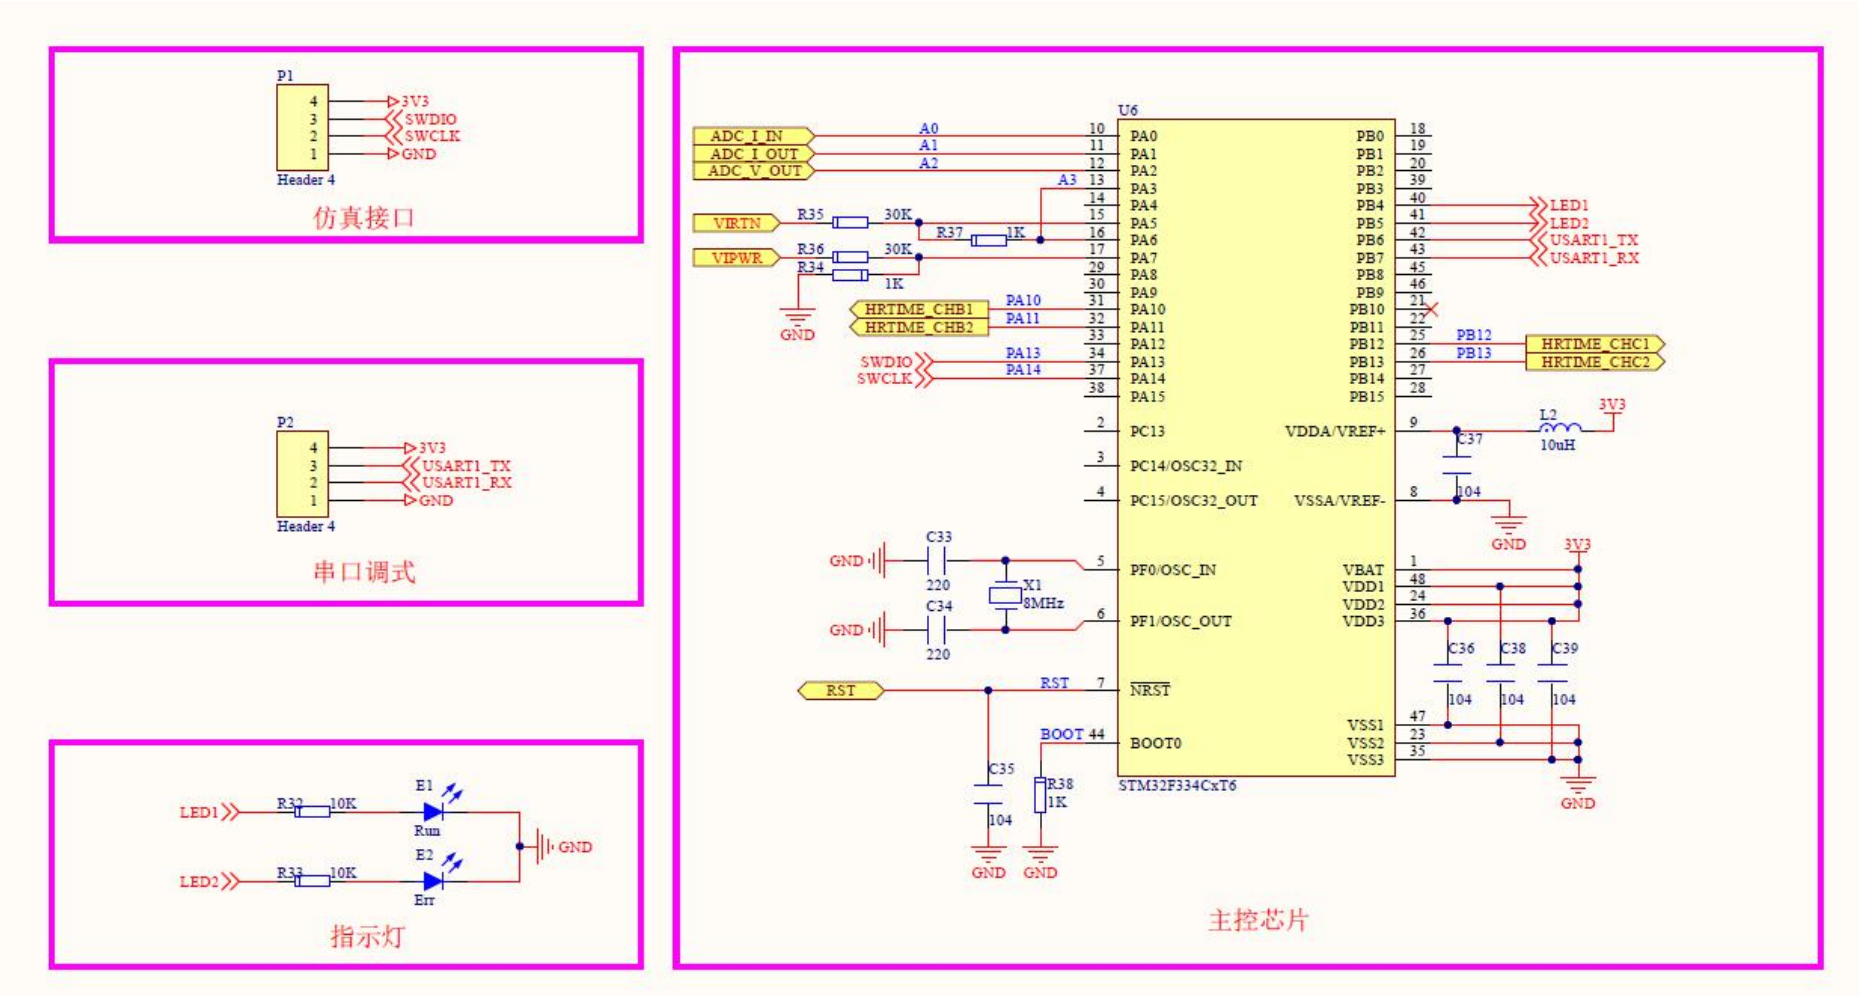 P1
4 3V3
3 SWDIO
2 SWCLK
1 GND
Header 4
仿真接口
P2
4 3V3
3 USART1_TX
2 USART1_RX
1 GND
Header 4
串口调式
LED1 R32 10K E1
Run
GND
LED2 R33 10K E2
Err
指示灯
U6
ADC_I_IN A0 10 PA0
ADC_I_OUT A1 11 PA1
ADC_V_OUT A2 12 PA2
A3 13 PA3
14 PA4
VIRTN R35 30K 15 PA5
R37 1K 16 PA6
VIPWR R36 30K 17 PA7
R34 1K 29 PA8
GND
30 PA9
HRTIME_CHB1 PA10 31 PA10
HRTIME_CHB2 PA11 32 PA11
33 PA12
SWDIO PA13 34 PA13
SWCLK PA14 37 PA14
38 PA15
2 PC13
3 PC14/OSC32_IN
4 PC15/OSC32_OUT
GND C33 220 5 PF0/OSC_IN
X1 8MHz
GND C34 220 6 PF1/OSC_OUT
RST RST 7 NRST
BOOT 44 BOOT0
C35 104 GND
R38 1K GND
PB0 18
PB1 19
PB2 20
PB3 39
PB4 40 LED1
PB5 41 LED2
PB6 42 USART1_TX
PB7 43 USART1_RX
PB8 45
PB9 46
PB10 21
PB11 22
PB12 25 PB12 HRTIME_CHC1
PB13 26 PB13 HRTIME_CHC2
PB14 27
PB15 28
VDDA/VREF+ 9 L2 10uH 3V3
C37 104
VSSA/VREF- 8 GND
3V3
VBAT 1
VDD1 48
VDD2 24
VDD3 36
C36 C38 C39
104 104 104
VSS1 47
VSS2 23
VSS3 35
GND
STM32F334CxT6
主控芯片